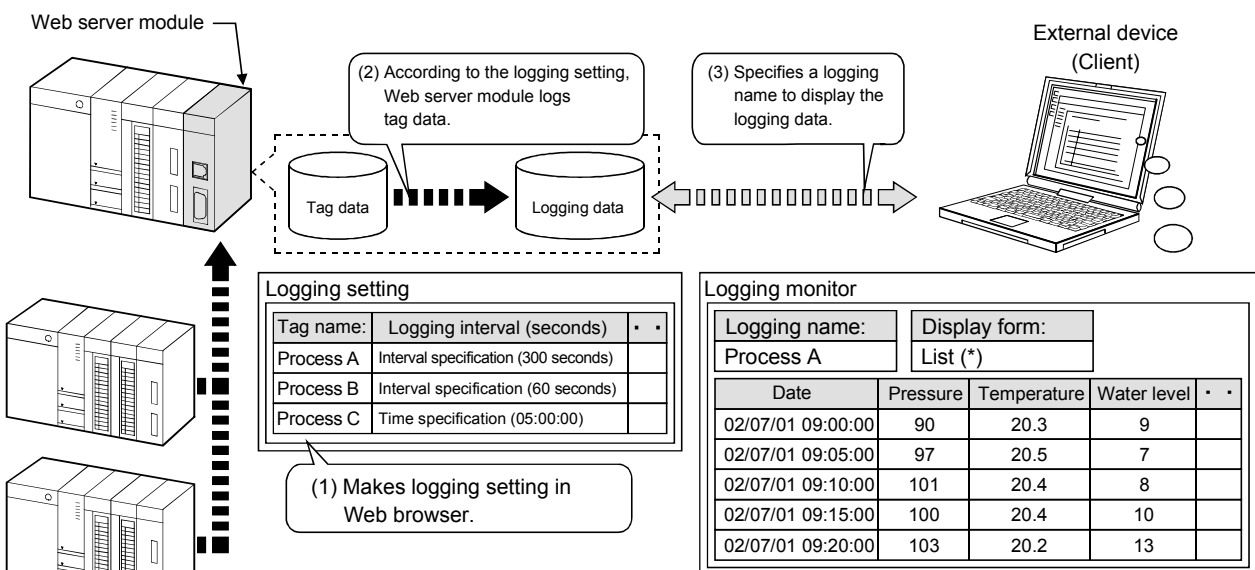 Web server module
External device
(Client)
(2) According to the logging setting,
Web server module logs
tag data.
(3) Specifies a logging
name to display the
logging data.
Tag data
Logging data
Logging setting
Tag name: Logging interval (seconds) · ·
Process A Interval specification (300 seconds)
Process B Interval specification (60 seconds)
Process C Time specification (05:00:00)
(1) Makes logging setting in
Web browser.
Logging monitor
Logging name: Display form:
Process A List (*)
Date Pressure Temperature Water level · ·
02/07/01 09:00:00 90 20.3 9
02/07/01 09:05:00 97 20.5 7
02/07/01 09:10:00 101 20.4 8
02/07/01 09:15:00 100 20.4 10
02/07/01 09:20:00 103 20.2 13